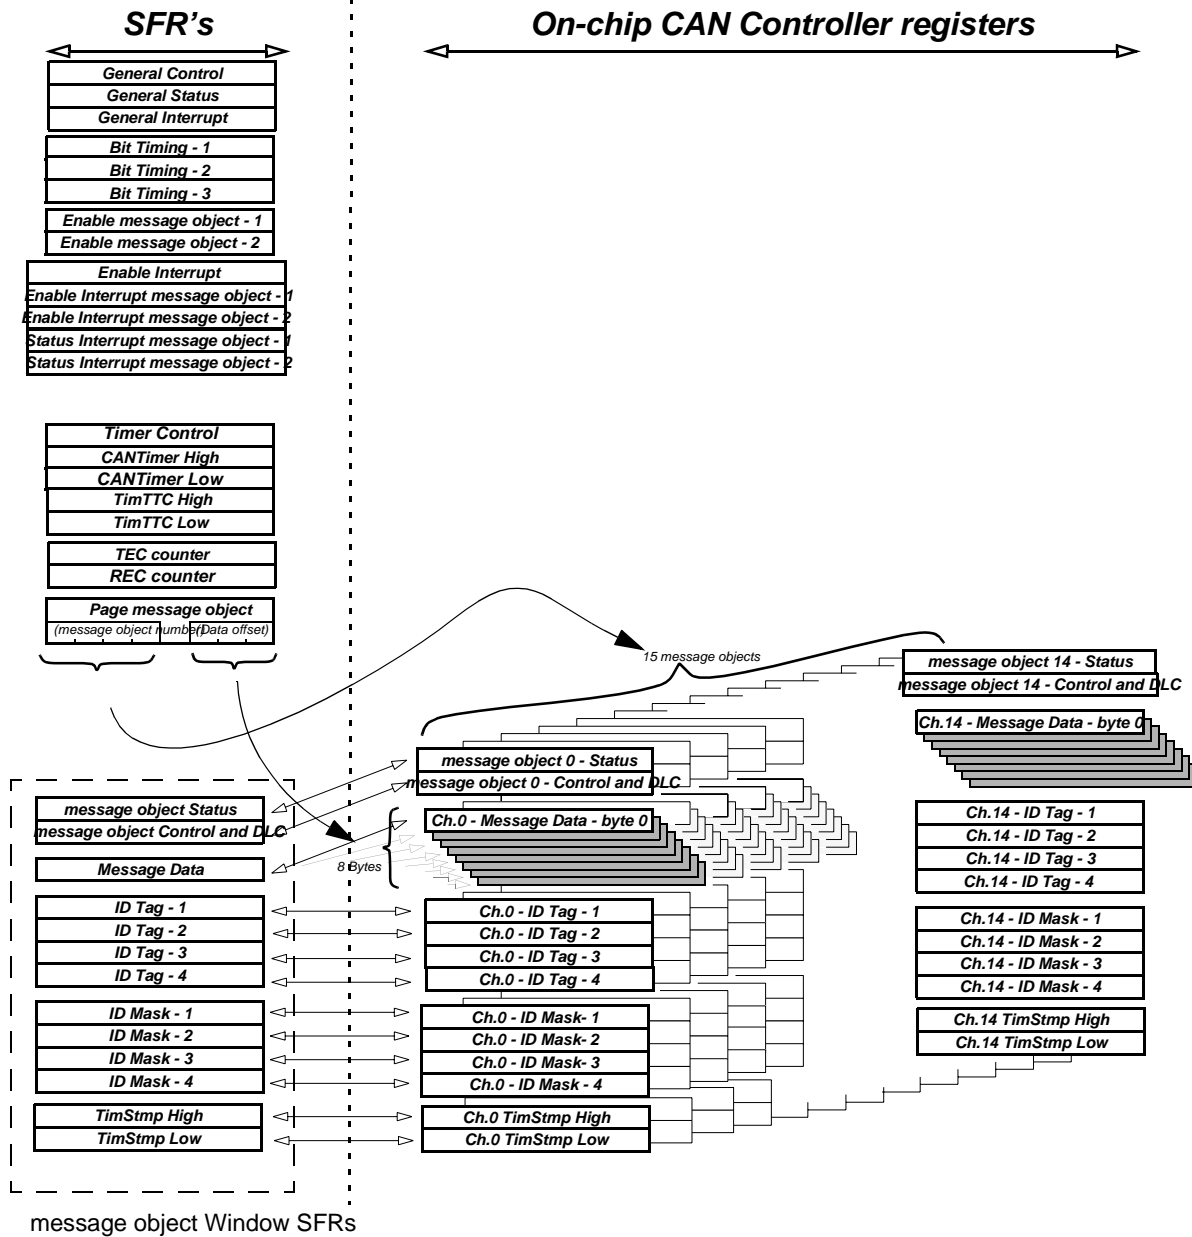 SFR's
On-chip CAN Controller registers
General Control
General Status
General Interrupt
Bit Timing - 1
Bit Timing - 2
Bit Timing - 3
Enable message object - 1
Enable message object - 2
Enable Interrupt
Enable Interrupt message object - 1
Enable Interrupt message object - 2
Status Interrupt message object - 1
Status Interrupt message object - 2
Timer Control
CANTimer High
CANTimer Low
TimTTC High
TimTTC Low
TEC counter
REC counter
Page message object
(message object number)
(Data offset)
15 message objects
message object Status
message object Control and DLC
Message Data
ID Tag - 1
ID Tag - 2
ID Tag - 3
ID Tag - 4
ID Mask - 1
ID Mask - 2
ID Mask - 3
ID Mask - 4
TimStmp High
TimStmp Low
message object Window SFRs
message object 0 - Status
message object 0 - Control and DLC
Ch.0 - Message Data - byte 0
8 Bytes
Ch.0 - ID Tag - 1
Ch.0 - ID Tag - 2
Ch.0 - ID Tag - 3
Ch.0 - ID Tag - 4
Ch.0 - ID Mask- 1
Ch.0 - ID Mask- 2
Ch.0 - ID Mask- 3
Ch.0 - ID Mask - 4
Ch.0 TimStmp High
Ch.0 TimStmp Low
message object 14 - Status
message object 14 - Control and DLC
Ch.14 - Message Data - byte 0
Ch.14 - ID Tag - 1
Ch.14 - ID Tag - 2
Ch.14 - ID Tag - 3
Ch.14 - ID Tag - 4
Ch.14 - ID Mask - 1
Ch.14 - ID Mask - 2
Ch.14 - ID Mask - 3
Ch.14 - ID Mask - 4
Ch.14 TimStmp High
Ch.14 TimStmp Low